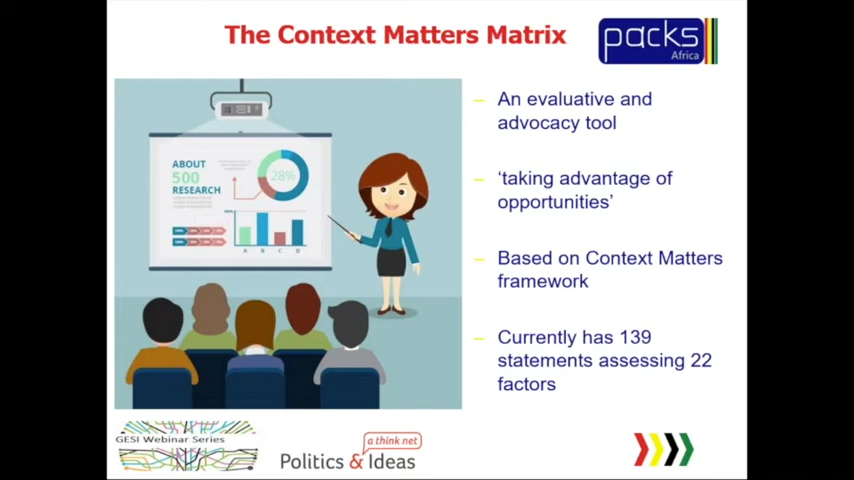 The Context Matters Matrix
packs
Africa
– An evaluative and
advocacy tool
– ‘taking advantage of
opportunities’
– Based on Context Matters
framework
– Currently has 139
statements assessing 22
factors
ABOUT
500
RESEARCH
28%
A B C D
GESI Webinar Series
a think net
Politics & Ideas